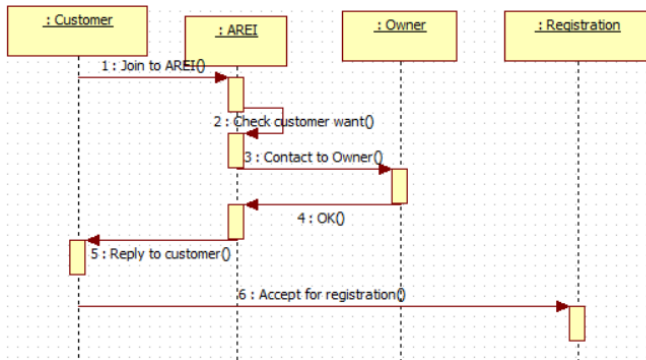 : Customer
: AREI
: Owner
: Registration
1 : Join to AREI()
2 : Check customer want()
3 : Contact to Owner()
4 : OK()
5 : Reply to customer()
6 : Accept for registration()